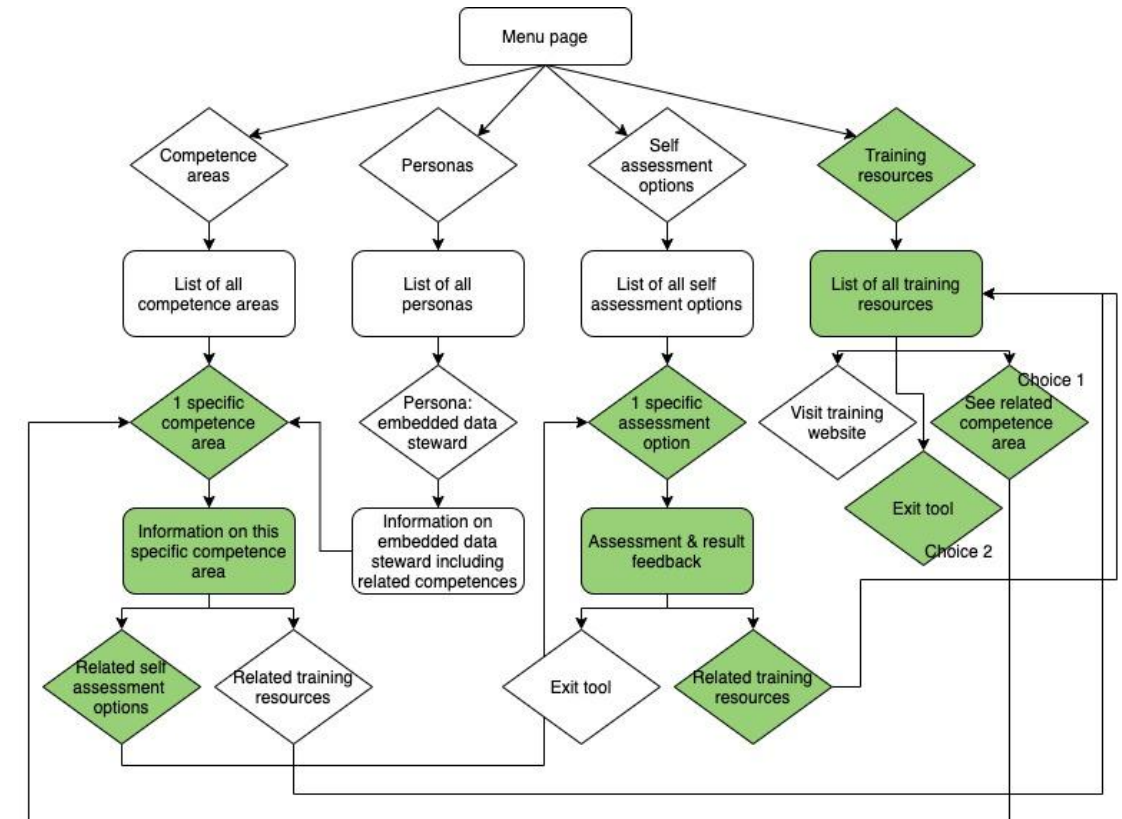 Menu page
Competence
areas
Personas
Self
assessment
options
Training
resources
List of all
competence areas
List of all
personas
List of all self
assessment options
List of all training
resources
1 specific
competence
area
Persona:
embedded data
steward
1 specific
assessment
option
Visit training
website
Choice 1
See related
competence
area
Exit tool
Choice 2
Information on this
specific competence
area
Information on
embedded data
steward including
related competences
Assessment & result
feedback
Related self
assessment
options
Related training
resources
Exit tool
Related training
resources